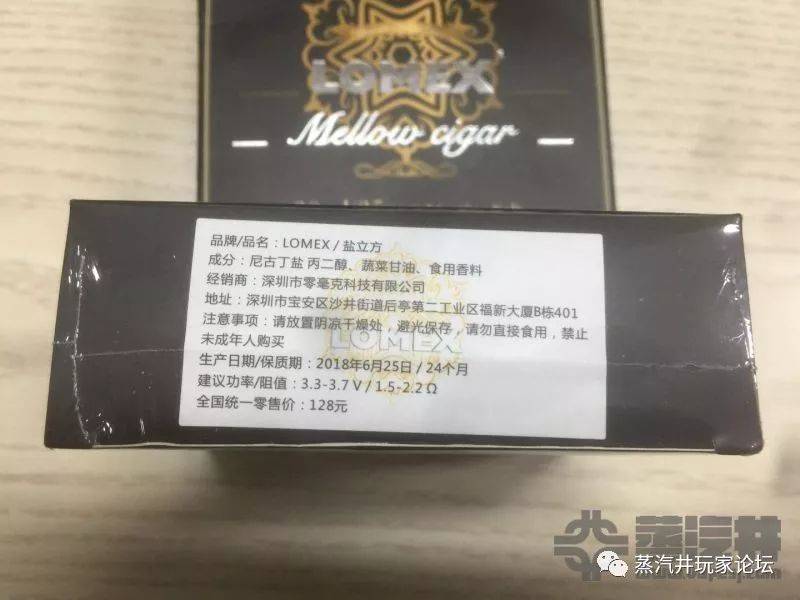 LOMEX
Mellow cigar
品牌/品名：LOMEX / 盐立方
成分：尼古丁盐 丙二醇、蔬菜甘油、食用香料
经销商：深圳市零毫克科技有限公司
地址：深圳市宝安区沙井街道后亭第二工业区福新大厦B栋401
注意事项：请放置阴凉干燥处，避光保存，请勿直接食用，禁止
未成年人购买
生产日期/保质期：2018年6月25日 / 24个月
建议功率/阻值：3.3-3.7 V / 1.5-2.2 Ω
全国统一零售价：128元
LOMEX
蒸汽井
蒸汽井玩家论坛